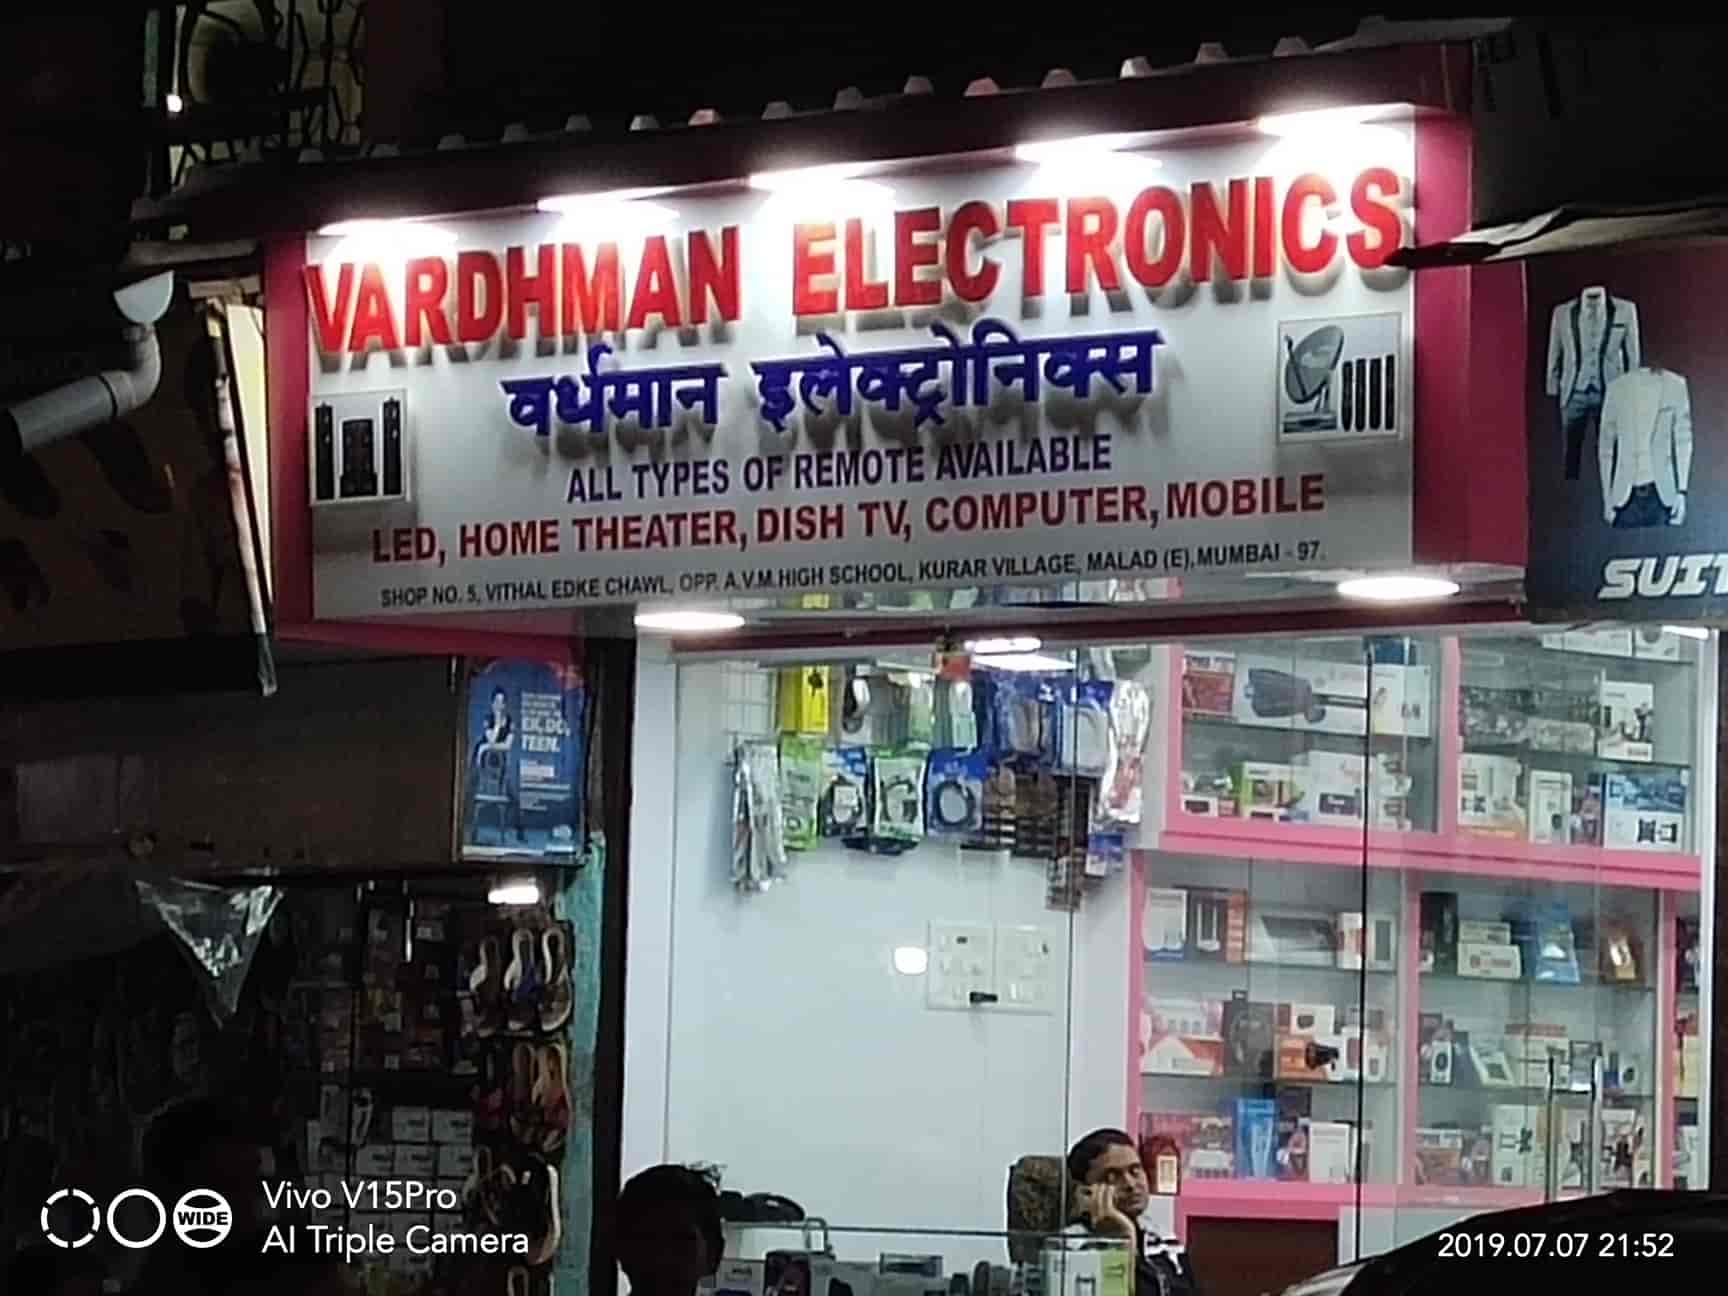 VARDHMAN ELECTRONICS
वर्धमान इलेक्ट्रोनिक्स
ALL TYPES OF REMOTE AVAILABLE
LED, HOME THEATER, DISH TV, COMPUTER, MOBILE
SHOP NO. 5, VITHAL EDKE CHAWL, OPP. A.V.M.HIGH SCHOOL, KURAR VILLAGE, MALAD (E), MUMBAI - 97.
EK, DO,
TEEN.
WIDE
Vivo V15Pro
AI Triple Camera
2019.07.07 21:52